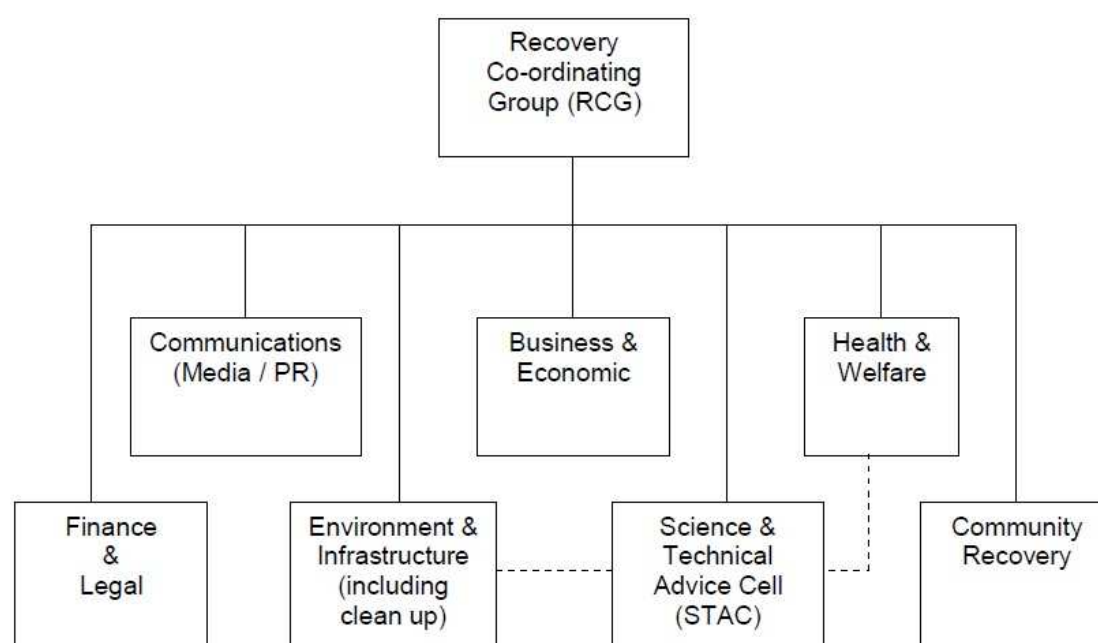 Recovery
Co-ordinating
Group (RCG)
Communications
(Media / PR)
Business &
Economic
Health &
Welfare
Finance
&
Legal
Environment &
Infrastructure
(including
clean up)
Science &
Technical
Advice Cell
(STAC)
Community
Recovery